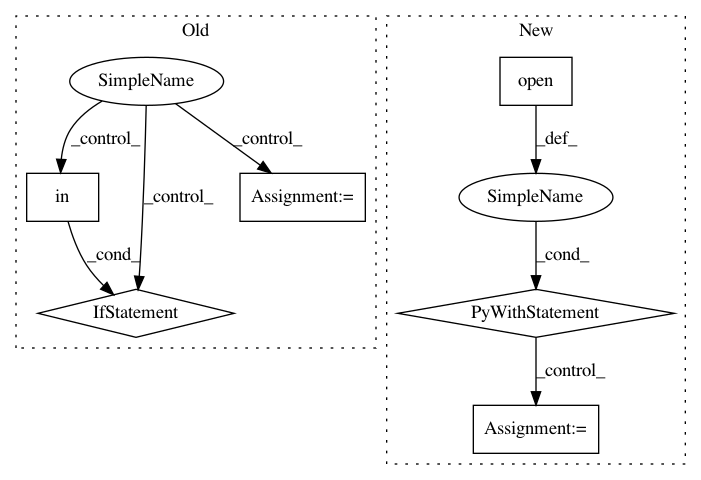 Old
New
SimpleName
open
_control_
_control_
_def_
in
_control_
Assignment:=
SimpleName
_cond_
_cond_
IfStatement
PyWithStatement
_control_
Assignment:=